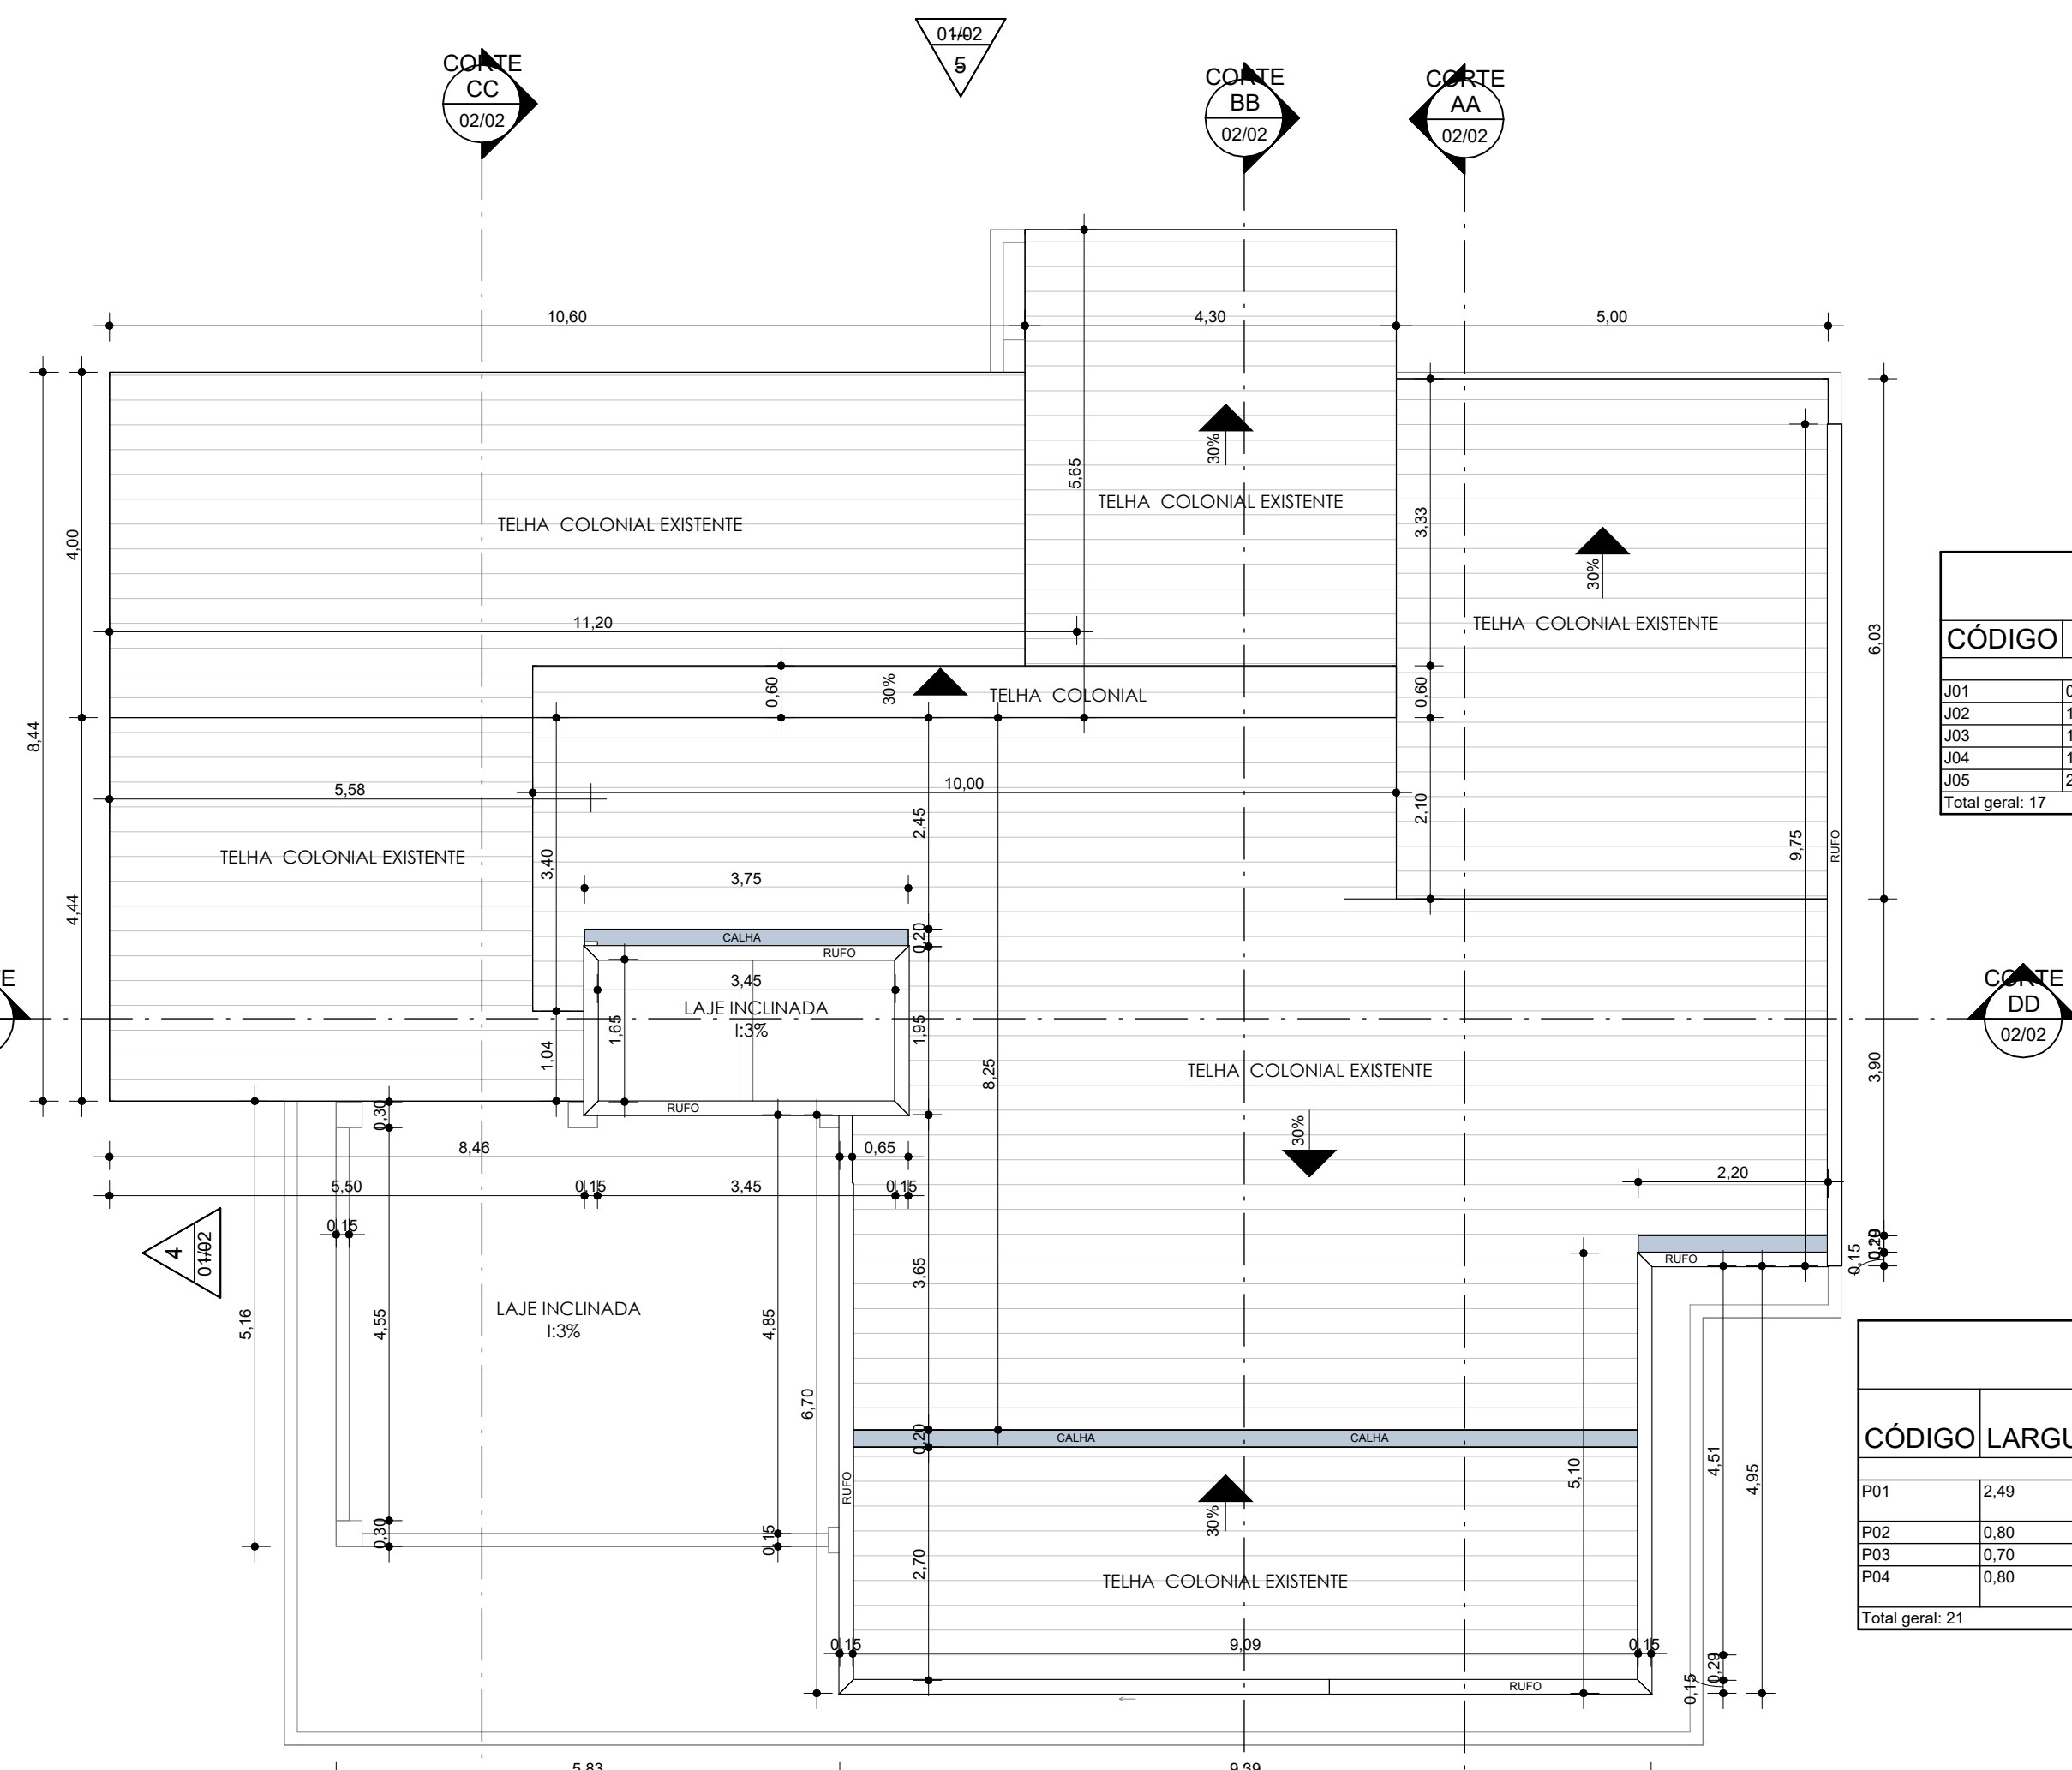 01/02
5
CORTE
CC
02/02
CORTE
BB
02/02
CORTE
AA
02/02
10,60
4,30
5,00
5,65
30%
TELHA COLONIAL EXISTENTE
TELHA COLONIAL EXISTENTE
3,33
30%
TELHA COLONIAL EXISTENTE
4,00
8,44
11,20
6,03
0,60
30%
TELHA COLONIAL
0,60
5,58
10,00
2,45
2,10
9,75
RUFO
TELHA COLONIAL EXISTENTE
3,40
3,75
4,44
CALHA
0,20
RUFO
3,45
LAJE INCLINADA
I:3%
1,65
1,95
1,04
8,25
TELHA COLONIAL EXISTENTE
3,90
CORTE
DD
02/02
RUFO
0,30
8,46
0,65
30%
5,50
0,15
3,45
0,15
2,20
0,15
4
01/02
RUFO
0,15
3,65
5,16
4,55
LAJE INCLINADA
I:3%
4,85
6,70
0,20
CALHA
CALHA
RUFO
5,10
4,51
4,95
0,30
0,15
30%
2,70
TELHA COLONIAL EXISTENTE
0,15
9,09
0,15
0,29
0,15
RUFO
5,83
9,39
CÓDIGO
J01
J02
J03
J04
J05
Total geral: 17
CÓDIGO
P01 2,49
P02 0,80
P03 0,70
P04 0,80
Total geral: 21